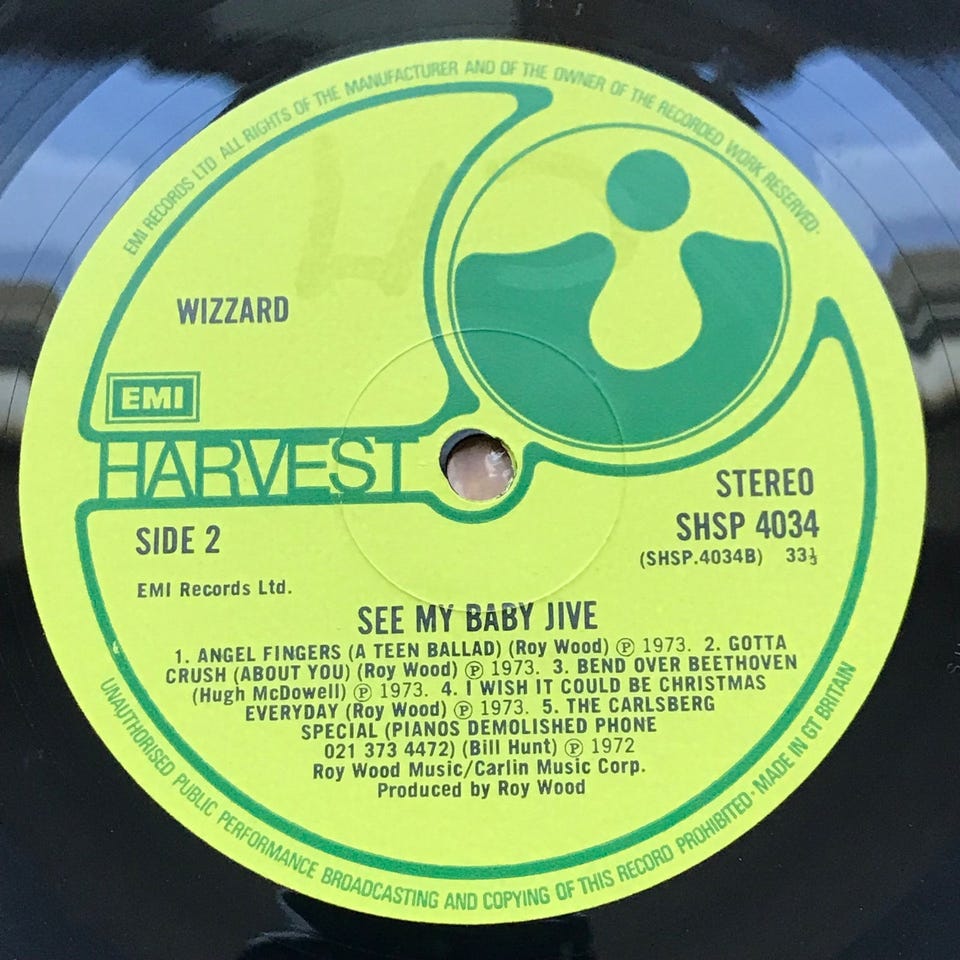 EMI RECORDS LTD ALL RIGHTS OF THE MANUFACTURER AND OF THE OWNER OF THE RECORDED WORK RESERVED·
WIZZARD
EMI
HARVEST
STEREO
SHSP 4034
(SHSP.4034B) 33⅓
SIDE 2
EMI Records Ltd.
SEE MY BABY JIVE
1. ANGEL FINGERS (A TEEN BALLAD) (Roy Wood) Ⓟ 1973. 2. GOTTA
CRUSH (ABOUT YOU) (Roy Wood) Ⓟ 1973. 3. BEND OVER BEETHOVEN
(Hugh McDowell) Ⓟ 1973. 4. I WISH IT COULD BE CHRISTMAS
EVERYDAY (Roy Wood) Ⓟ 1973. 5. THE CARLSBERG
SPECIAL (PIANOS DEMOLISHED PHONE
021 373 4472) (Bill Hunt) Ⓟ 1972
Roy Wood Music/Carlin Music Corp.
Produced by Roy Wood
UNAUTHORISED PUBLIC PERFORMANCE BROADCASTING AND COPYING OF THIS RECORD PROHIBITED· MADE IN GT BRITAIN